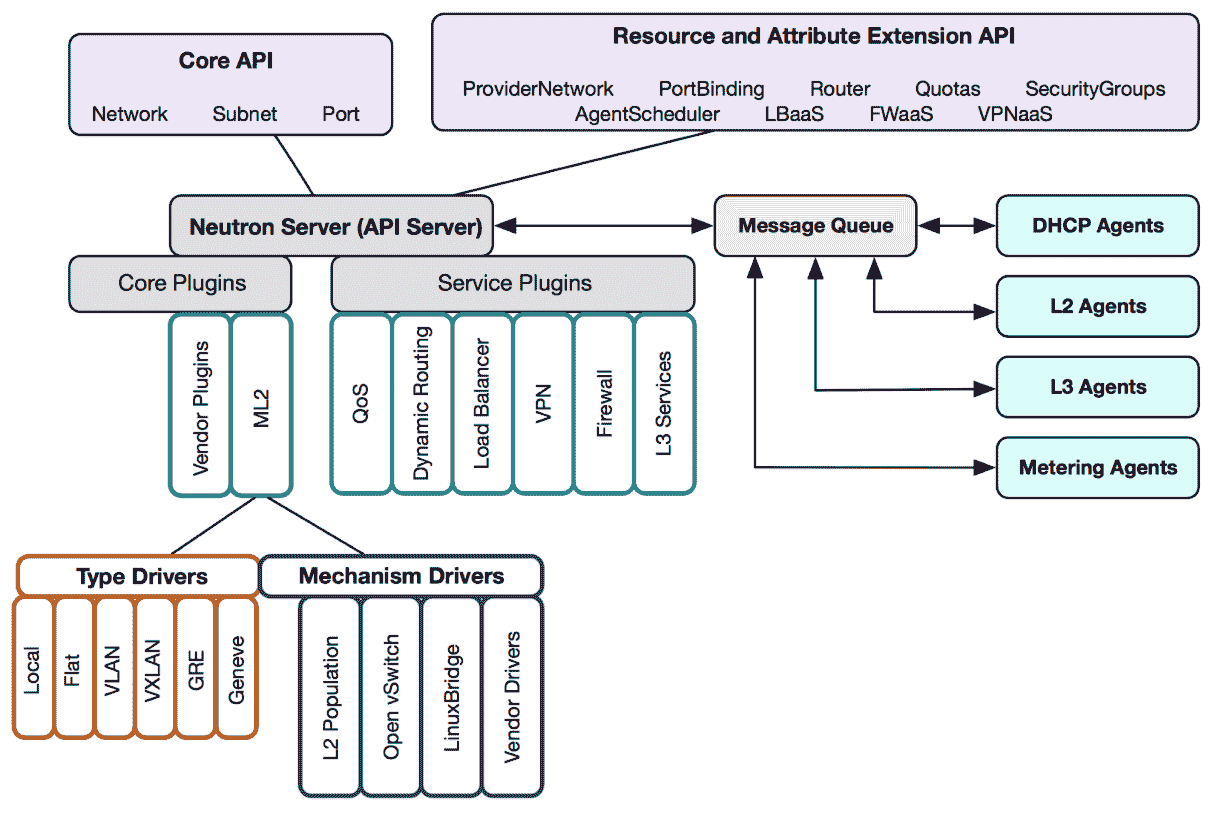 Core API
Network Subnet Port
Resource and Attribute Extension API
ProviderNetwork PortBinding Router Quotas SecurityGroups
AgentScheduler LBaaS FWaaS VPNaaS
Neutron Server (API Server)
Message Queue
DHCP Agents
L2 Agents
L3 Agents
Metering Agents
Core Plugins
Service Plugins
Vendor Plugins
ML2
QoS
Dynamic Routing
Load Balancer
VPN
Firewall
L3 Services
Type Drivers
Mechanism Drivers
Local
Flat
VLAN
VXLAN
GRE
Geneve
L2 Population
Open vSwitch
LinuxBridge
Vendor Drivers